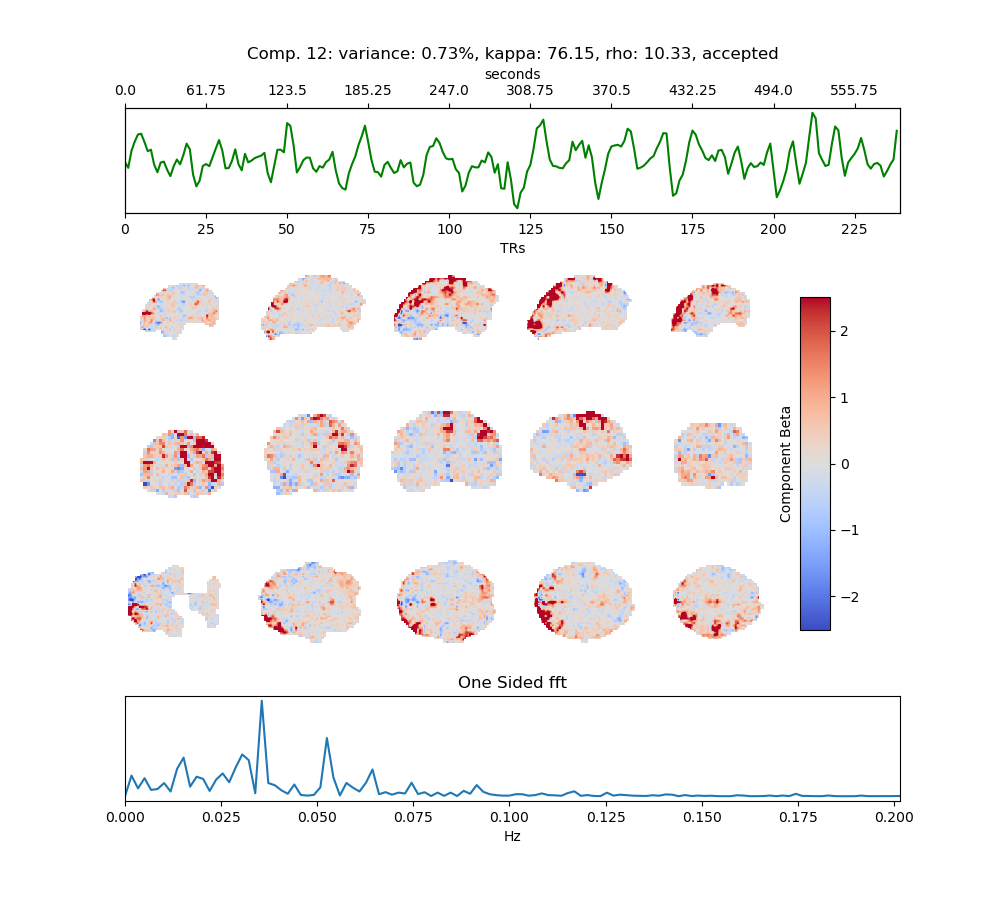 Comp. 12: variance: 0.73%, kappa: 76.15, rho: 10.33, accepted
seconds
0.0 61.75 123.5 185.25 247.0 308.75 370.5 432.25 494.0 555.75
0 25 50 75 100 125 150 175 200 225
TRs
2
1
0
−1
−2
Component Beta
One Sided fft
0.000 0.025 0.050 0.075 0.100 0.125 0.150 0.175 0.200
Hz